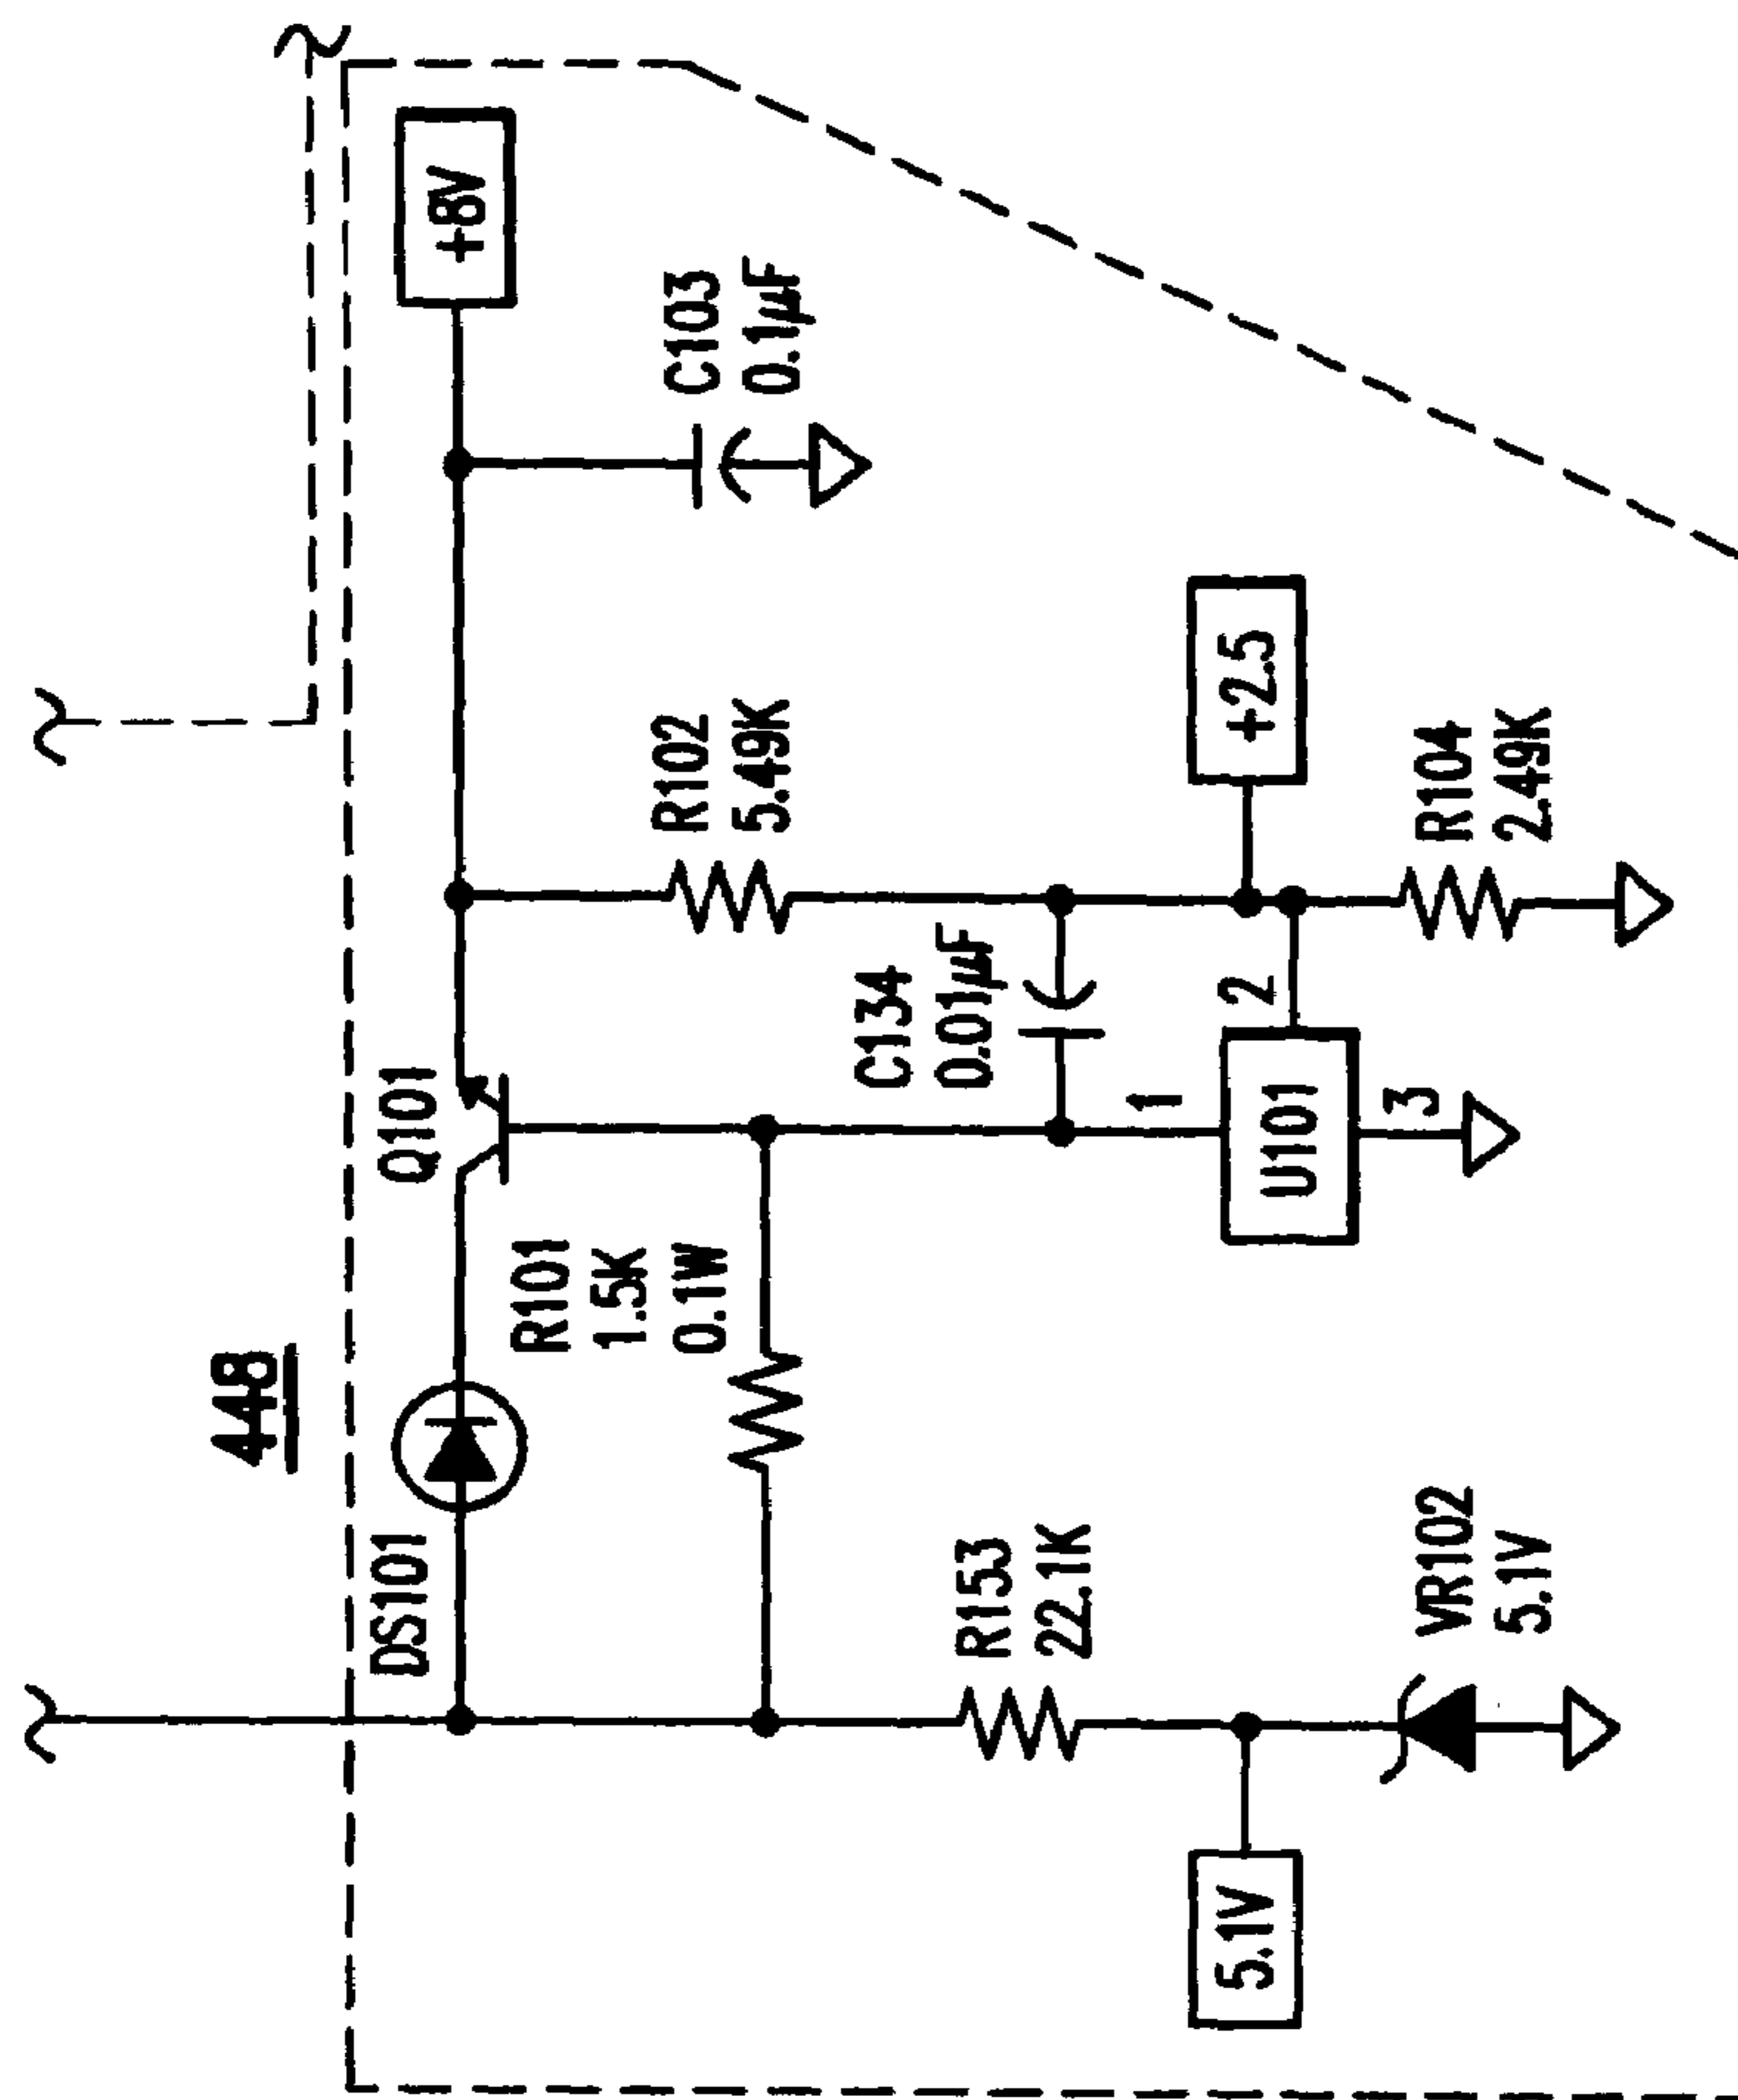 448
DS101
Q101
+8V
R101
1.5K
0.1W
R102
5.49K
C103
0.1µF
C134
0.01µF
R153
22.1K
1
2
+2.5
5.1V
U101
3
VR102
5.1V
R104
2.49K